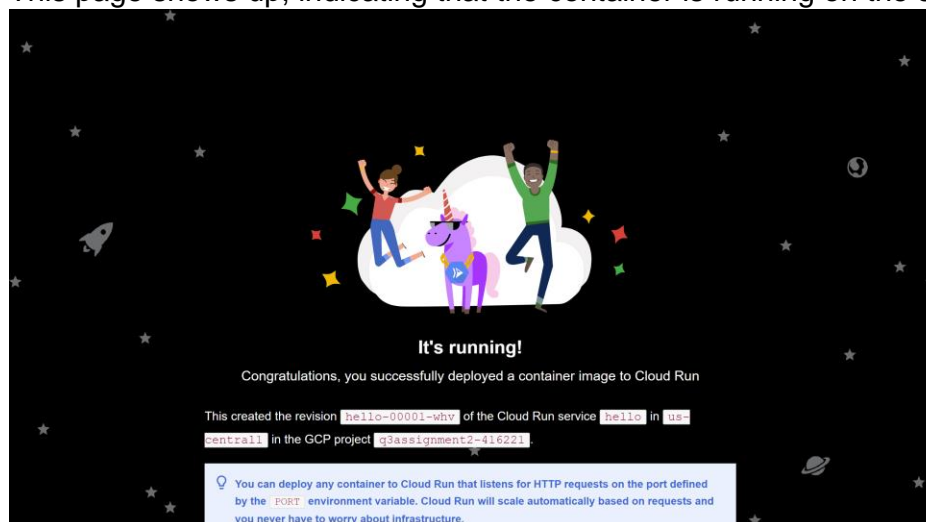 It's running!
Congratulations, you successfully deployed a container image to Cloud Run
This created the revision hello-00001-whv of the Cloud Run service hello in us-
central1 in the GCP project q3assignment2-416221 .
You can deploy any container to Cloud Run that listens for HTTP requests on the port defined
by the PORT environment variable. Cloud Run will scale automatically based on requests and
you never have to worry about infrastructure.